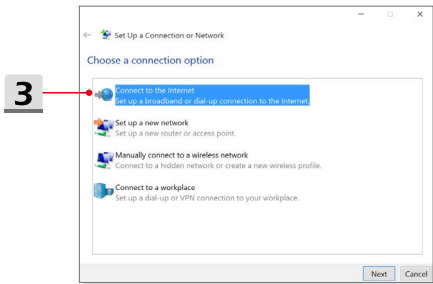 Set Up a Connection or Network
Choose a connection option
3
Connect to the Internet
Set up a broadband or dial-up connection to the Internet.
Set up a new network
Set up a new router or access point.
Manually connect to a wireless network
Connect to a hidden network or create a new wireless profile.
Connect to a workplace
Set up a dial-up or VPN connection to your workplace.
Next Cancel